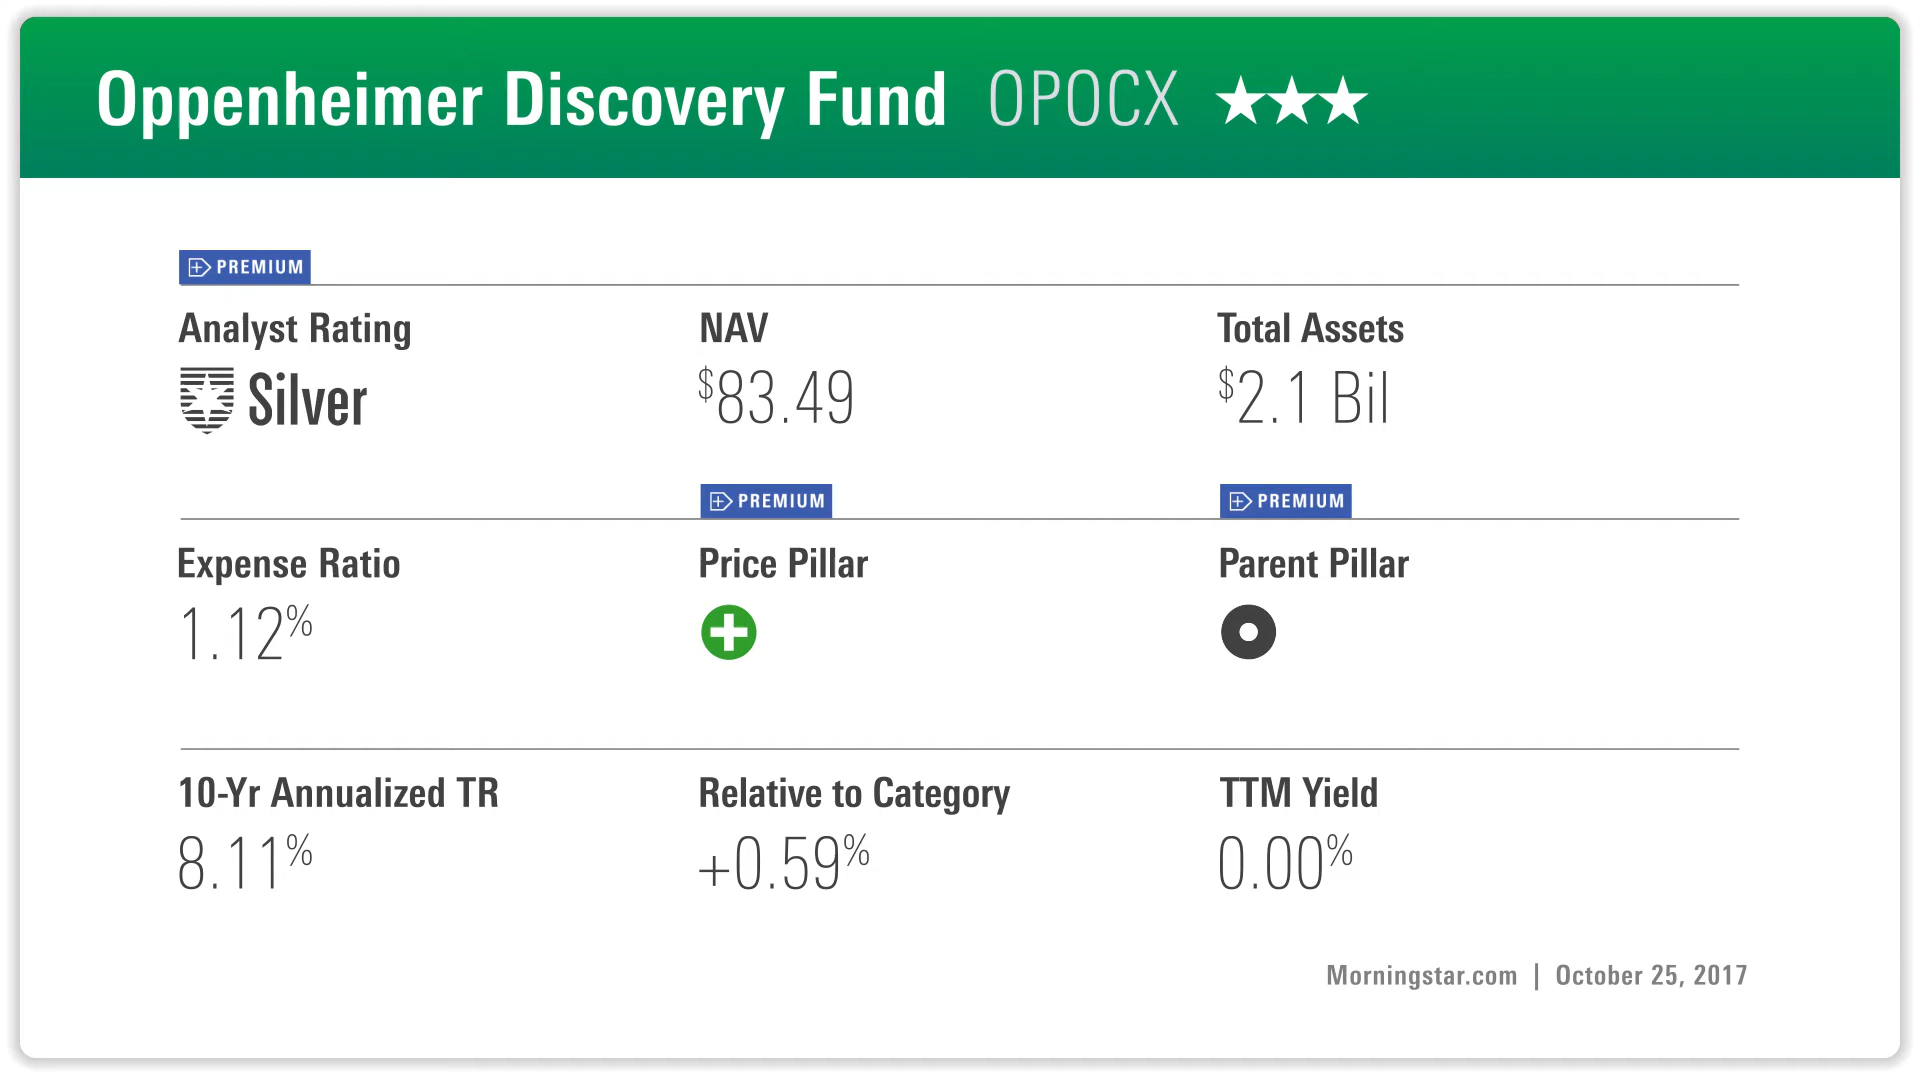 Oppenheimer Discovery Fund OPOCX ★★★
PREMIUM
Analyst Rating NAV Total Assets
Silver $83.49 $2.1 Bil
PREMIUM PREMIUM
Expense Ratio Price Pillar Parent Pillar
1.12%
10-Yr Annualized TR Relative to Category TTM Yield
8.11% +0.59% 0.00%
Morningstar.com | October 25, 2017